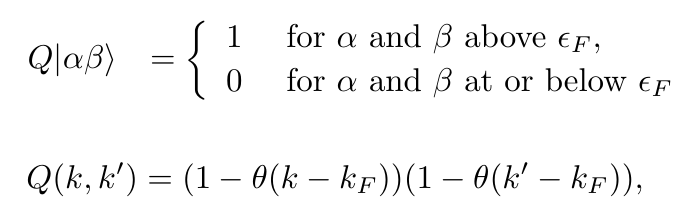 Q|αβ⟩ = { 1 for α and β above ϵ_F,
0 for α and β at or below ϵ_F
Q(k, k′) = (1 − θ(k − k_F))(1 − θ(k′ − k_F)),